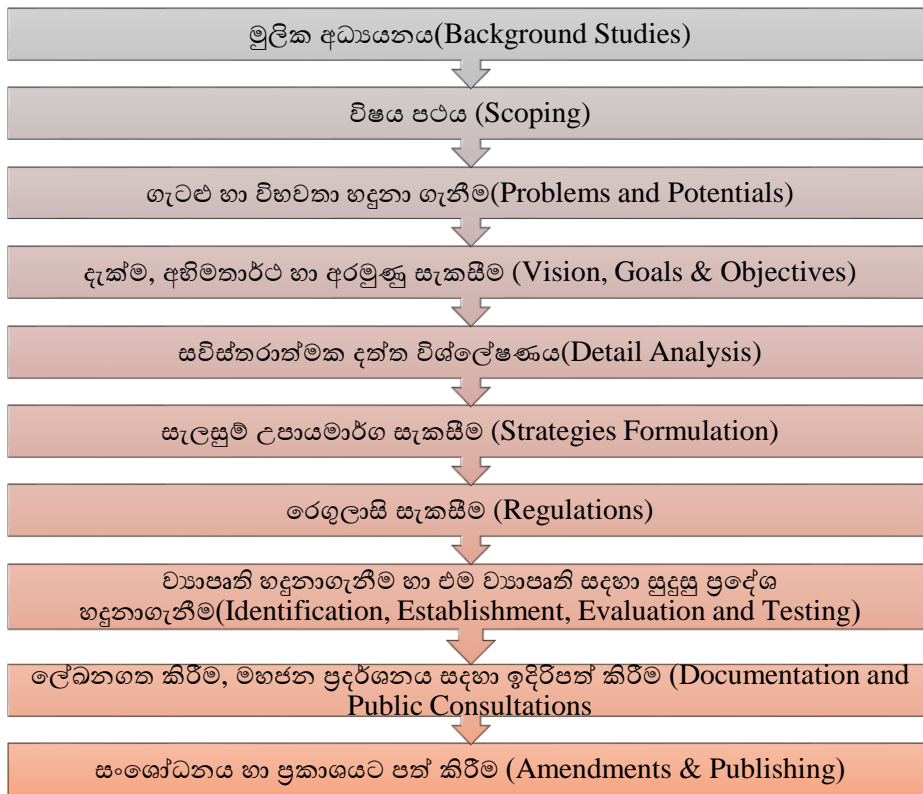 මුලික අධ්‍යයනය(Background Studies)
විෂය පථය (Scoping)
ගැටළු හා විභවතා හදුනා ගැනීම(Problems and Potentials)
දැක්ම, අභිමතාර්ථ හා අරමුණු සැකසීම (Vision, Goals & Objectives)
සවිස්තරාත්මක දත්ත විශ්ලේෂණය(Detail Analysis)
සැලසුම් උපායමාර්ග සැකසීම (Strategies Formulation)
රෙගුලාසි සැකසීම (Regulations)
ව්‍යාපෘති හදුනාගැනීම හා එම ව්‍යාපෘති සදහා සුදුසු ප්‍රදේශ
හදුනාගැනීම(Identification, Establishment, Evaluation and Testing)
ලේඛනගත කිරීම, මහජන ප්‍රදර්ශනය සදහා ඉදිරිපත් කිරීම (Documentation and
Public Consultations
සංශෝධනය හා ප්‍රකාශයට පත් කිරීම (Amendments & Publishing)